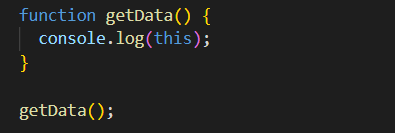 function getData() {
  console.log(this);
}

getData();